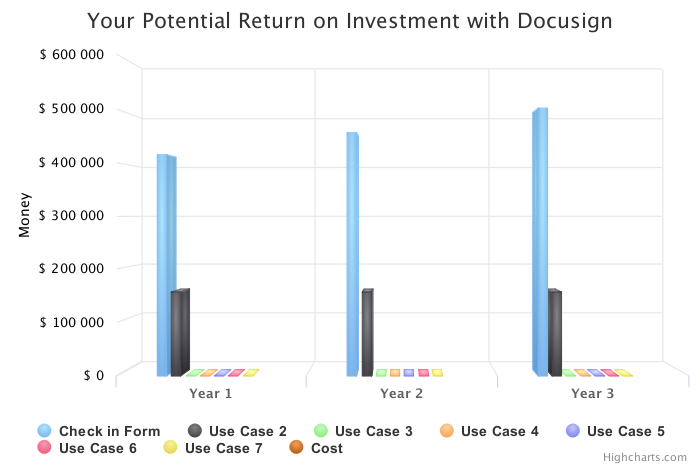 Your Potential Return on Investment with Docusign
$ 600 000
$ 500 000
$ 400 000
$ 300 000
$ 200 000
$ 100 000
$ 0
Money
Year 1
Year 2
Year 3
Check in Form Use Case 2 Use Case 3 Use Case 4 Use Case 5
Use Case 6 Use Case 7 Cost
Highcharts.com